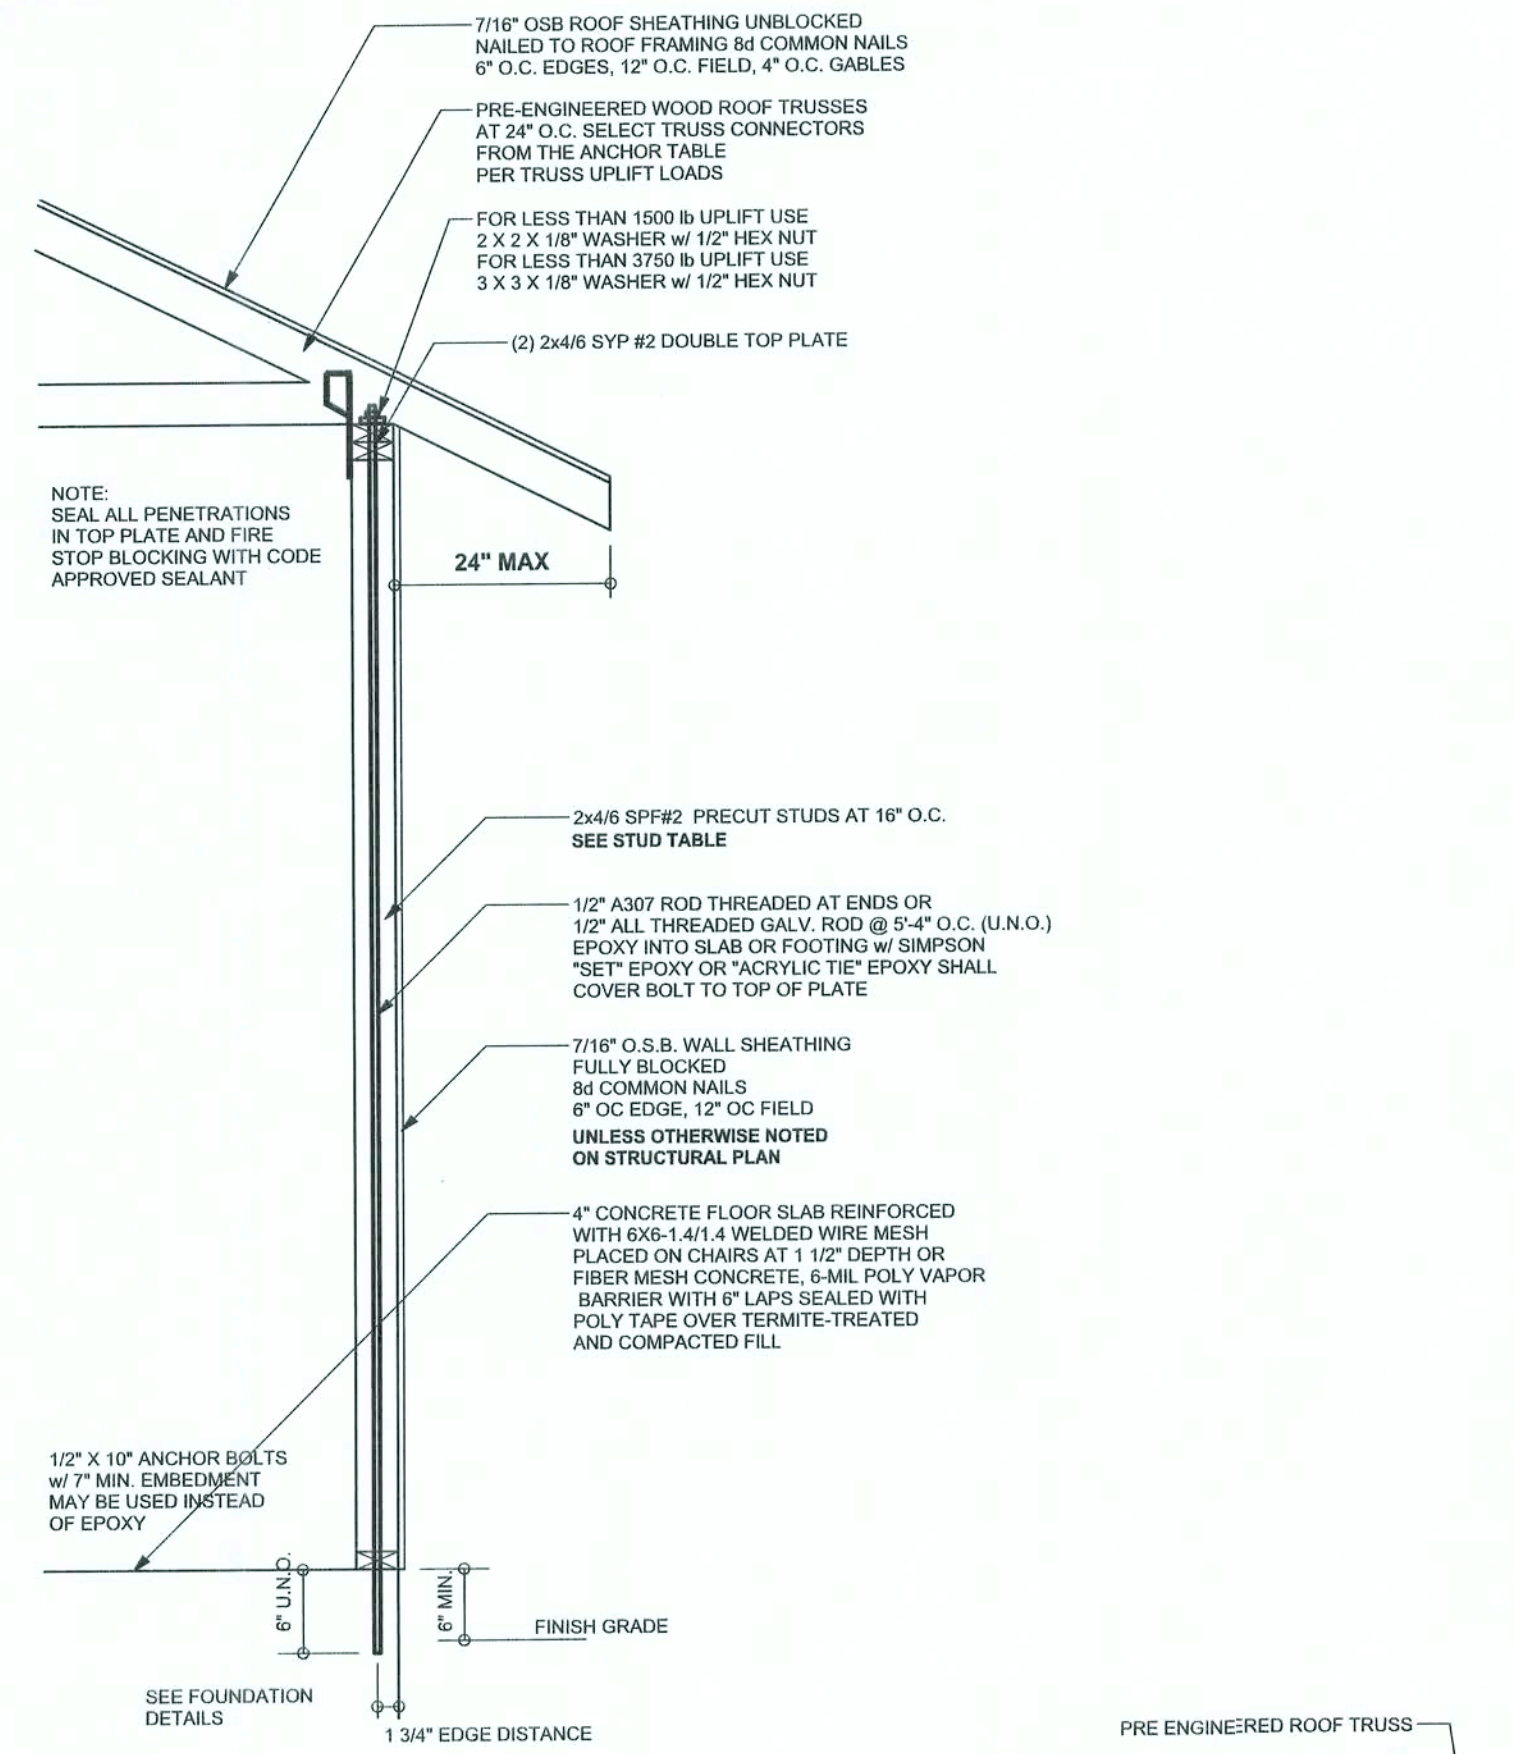 7/16" OSB ROOF SHEATHING UNBLOCKED
NAILED TO ROOF FRAMING 8d COMMON NAILS
6" O.C. EDGES, 12" O.C. FIELD, 4" O.C. GABLES
PRE-ENGINEERED WOOD ROOF TRUSSES
AT 24" O.C. SELECT TRUSS CONNECTORS
FROM THE ANCHOR TABLE
PER TRUSS UPLIFT LOADS
FOR LESS THAN 1500 lb UPLIFT USE
2 X 2 X 1/8" WASHER w/ 1/2" HEX NUT
FOR LESS THAN 3750 lb UPLIFT USE
3 X 3 X 1/8" WASHER w/ 1/2" HEX NUT
(2) 2x4/6 SYP #2 DOUBLE TOP PLATE
NOTE:
SEAL ALL PENETRATIONS
IN TOP PLATE AND FIRE
STOP BLOCKING WITH CODE
APPROVED SEALANT
24" MAX
2x4/6 SPF#2 PRECUT STUDS AT 16" O.C.
SEE STUD TABLE
1/2" A307 ROD THREADED AT ENDS OR
1/2" ALL THREADED GALV. ROD @ 5'-4" O.C. (U.N.O.)
EPOXY INTO SLAB OR FOOTING w/ SIMPSON
"SET" EPOXY OR "ACRYLIC TIE" EPOXY SHALL
COVER BOLT TO TOP OF PLATE
7/16" O.S.B. WALL SHEATHING
FULLY BLOCKED
8d COMMON NAILS
6" OC EDGE, 12" OC FIELD
UNLESS OTHERWISE NOTED
ON STRUCTURAL PLAN
4" CONCRETE FLOOR SLAB REINFORCED
WITH 6X6-1.4/1.4 WELDED WIRE MESH
PLACED ON CHAIRS AT 1 1/2" DEPTH OR
FIBER MESH CONCRETE, 6-MIL POLY VAPOR
BARRIER WITH 6" LAPS SEALED WITH
POLY TAPE OVER TERMITE-TREATED
AND COMPACTED FILL
1/2" X 10" ANCHOR BOLTS
w/ 7" MIN. EMBEDMENT
MAY BE USED INSTEAD
OF EPOXY
6" U.N.O.
6" MIN.
FINISH GRADE
SEE FOUNDATION
DETAILS
1 3/4" EDGE DISTANCE
PRE ENGINEERED ROOF TRUSS